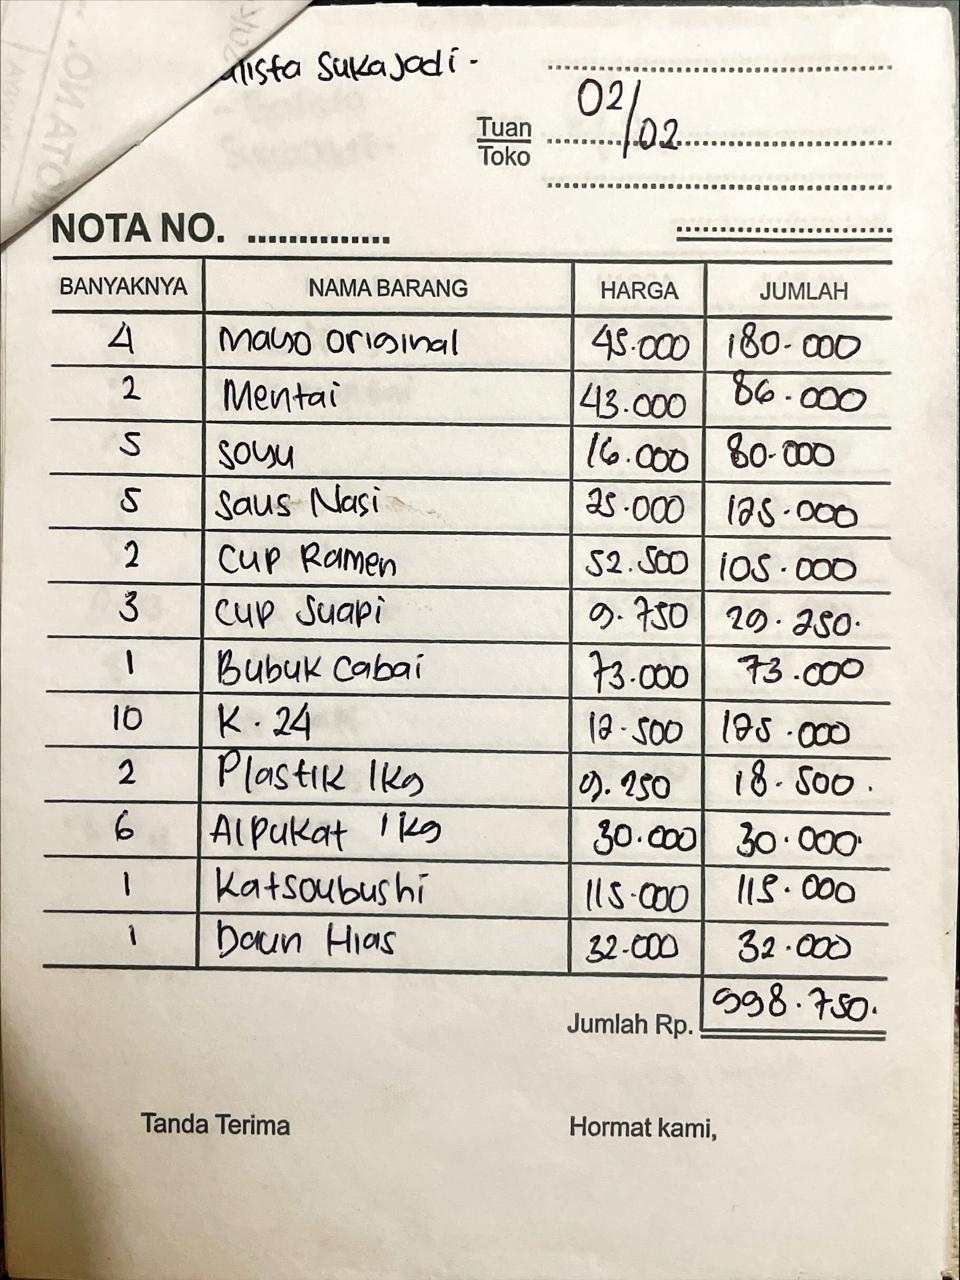 Sukajadi -
02/02
Tuan
Toko
NOTA NO. ...............
BANYAKNYA NAMA BARANG HARGA JUMLAH
4 Mayo Original 45.000 180.000
2 Mentai 43.000 86.000
5 Soyu 16.000 80.000
5 Saus Nasi 25.000 125.000
2 Cup Ramen 52.500 105.000
3 Cup Suapi 9.750 29.250.
1 Bubuk Cabai 73.000 73.000
10 K.24 12.500 125.000
2 Plastik 1kg 9.250 18.500.
6 Alpukat 1kg 30.000 30.000.
1 Katsoubushi 115.000 115.000
1 Daun Hias 32.000 32.000
Jumlah Rp. 998.750.
Tanda Terima Hormat kami,